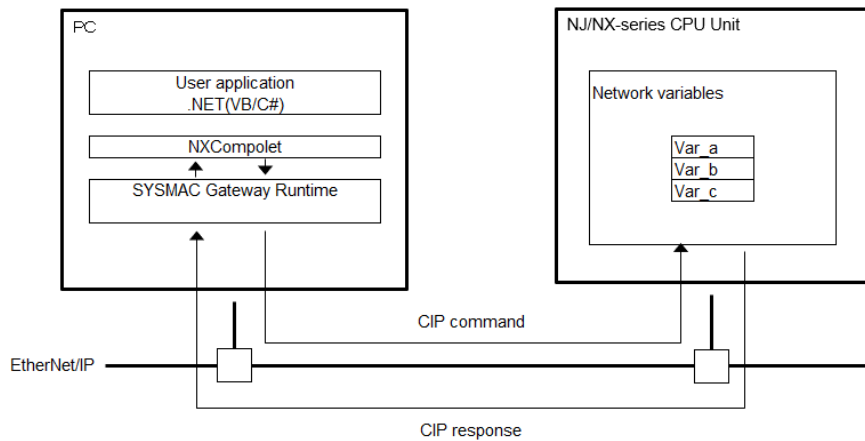 PC
User application
.NET(VB/C#)
NXCompolet
SYSMAC Gateway Runtime
NJ/NX-series CPU Unit
Network variables
Var_a
Var_b
Var_c
CIP command
EtherNet/IP
CIP response